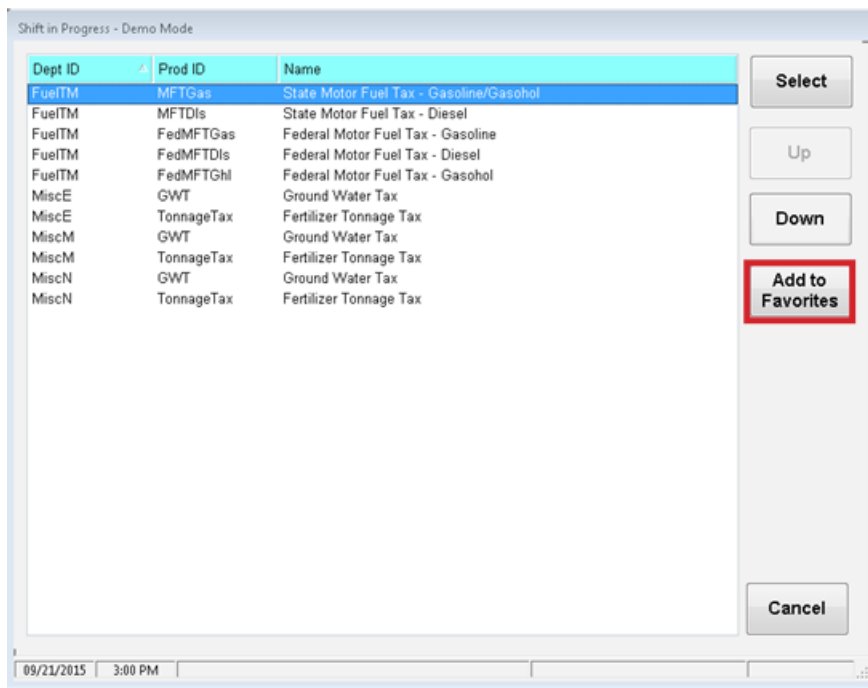 Shift in Progress - Demo Mode
Dept ID Prod ID Name
FuelTM MFTGas State Motor Fuel Tax - Gasoline/Gasohol
FuelTM MFTDls State Motor Fuel Tax - Diesel
FuelTM FedMFTGas Federal Motor Fuel Tax - Gasoline
FuelTM FedMFTDls Federal Motor Fuel Tax - Diesel
FuelTM FedMFTGhl Federal Motor Fuel Tax - Gasohol
MiscE GWT Ground Water Tax
MiscE TonnageTax Fertilizer Tonnage Tax
MiscM GWT Ground Water Tax
MiscM TonnageTax Fertilizer Tonnage Tax
MiscN GWT Ground Water Tax
MiscN TonnageTax Fertilizer Tonnage Tax
Select
Up
Down
Add to
Favorites
Cancel
09/21/2015 3:00 PM